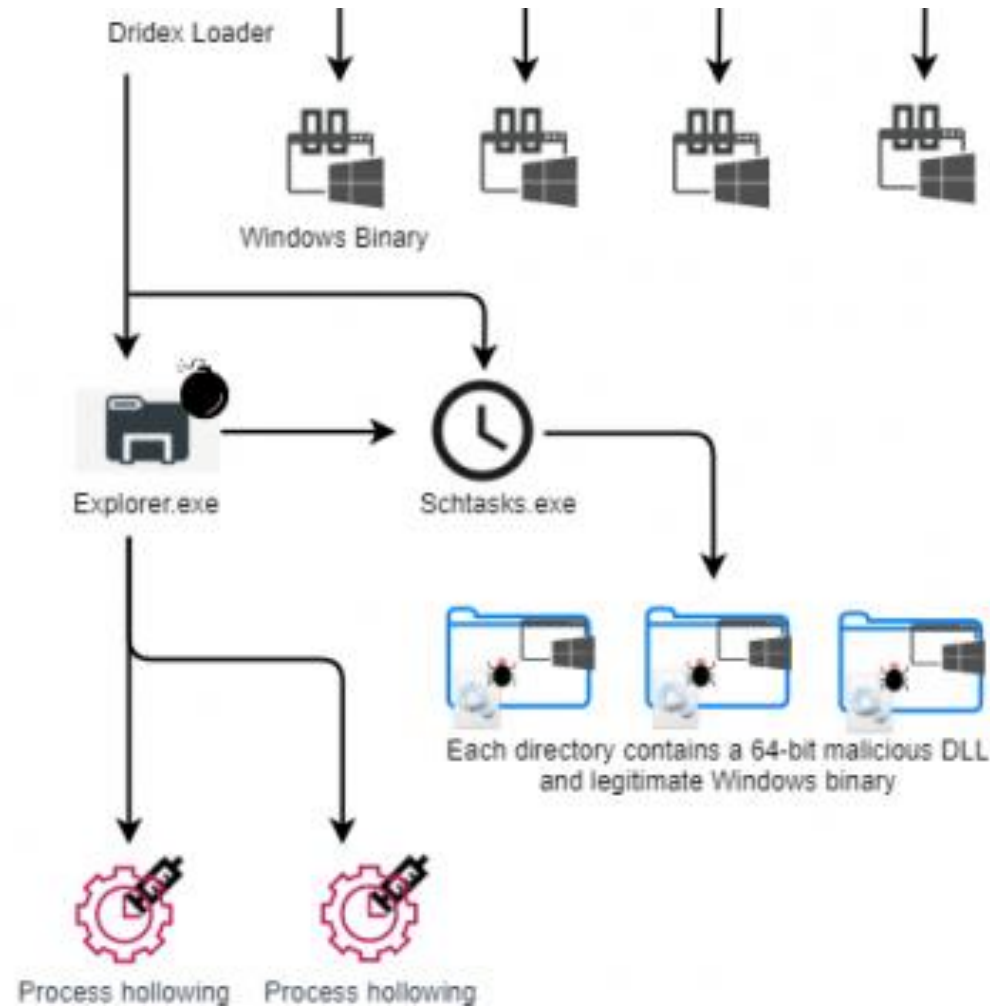 Dridex Loader
Windows Binary
Explorer.exe
Schtasks.exe
Each directory contains a 64-bit malicious DLL
and legitimate Windows binary
Process hollowing
Process hollowing